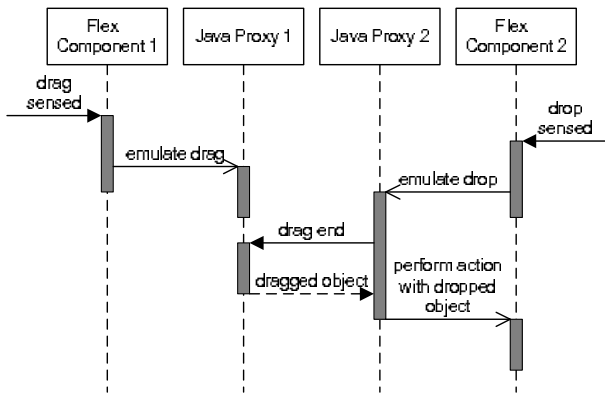 Flex
Component 1
Java Proxy 1
Java Proxy 2
Flex
Component 2
drag
sensed
drop
sensed
emulate drag
emulate drop
drag end
dragged object
perform action
with dropped
object